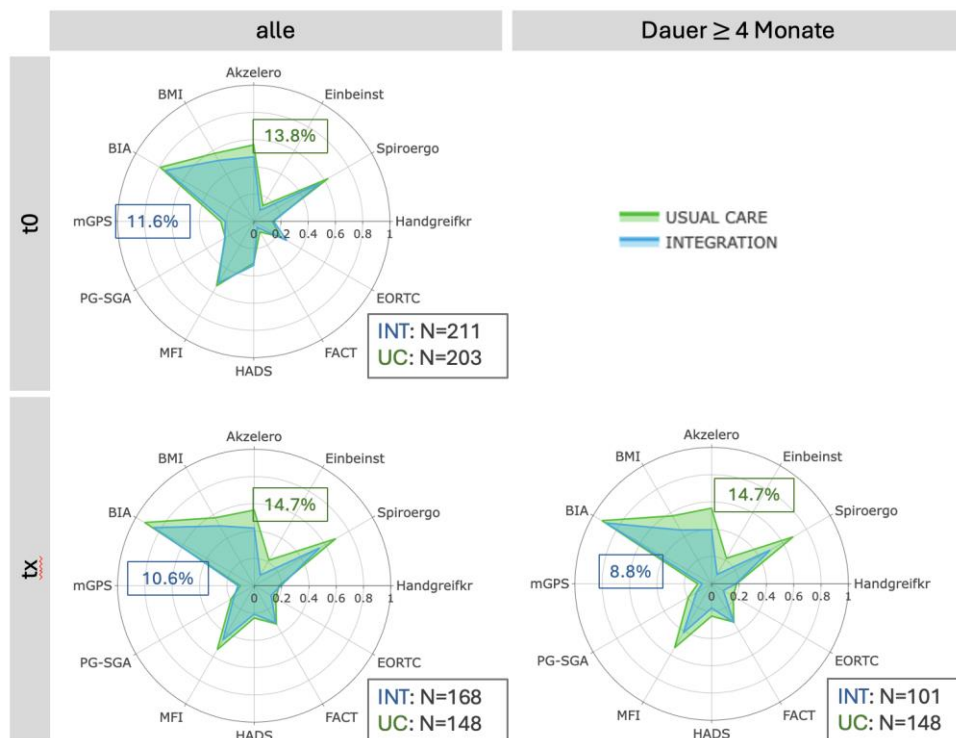 alle
Dauer ≥ 4 Monate
t0
Akzelero
BMI
Einbeinst
13.8%
BIA
Spiroergo
mGPS
11.6%
Handgreifkr
0 0.2 0.4 0.6 0.8 1
PG-SGA
EORTC
MFI
FACT
HADS
INT: N=211
UC: N=203
USUAL CARE
INTEGRATION
tx
Akzelero
BMI
Einbeinst
14.7%
BIA
Spiroergo
mGPS
10.6%
Handgreifkr
0 0.2 0.4 0.6 0.8 1
PG-SGA
EORTC
MFI
FACT
HADS
INT: N=168
UC: N=148
Akzelero
BMI
Einbeinst
14.7%
BIA
Spiroergo
mGPS
8.8%
Handgreifkr
0 0.2 0.4 0.6 0.8 1
PG-SGA
EORTC
MFI
FACT
HADS
INT: N=101
UC: N=148